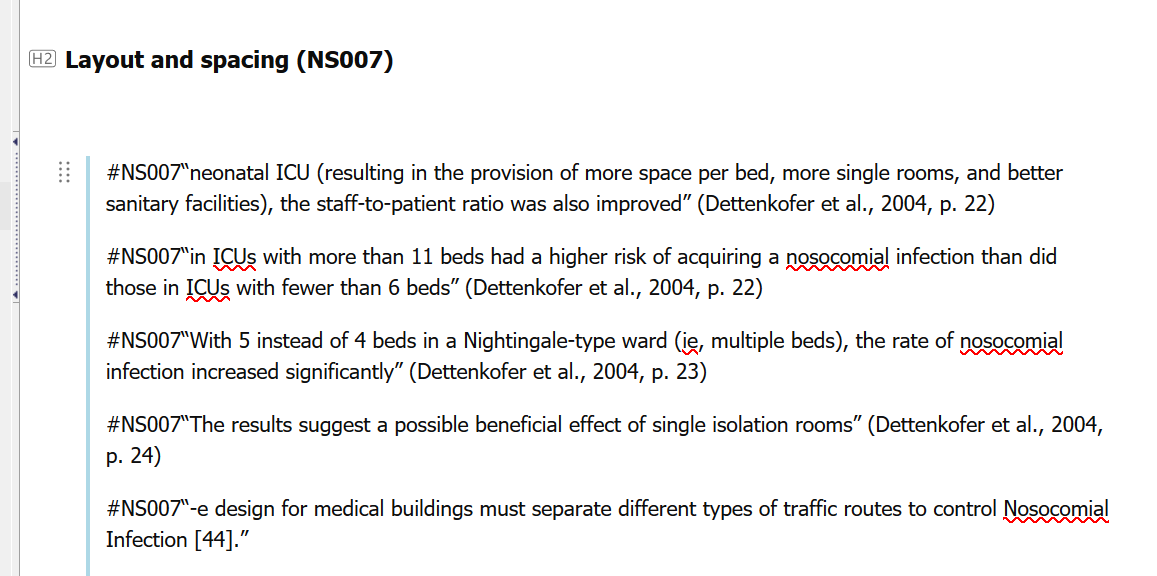 H2 Layout and spacing (NS007)
#NS007“neonatal ICU (resulting in the provision of more space per bed, more single rooms, and better
sanitary facilities), the staff-to-patient ratio was also improved” (Dettenkofer et al., 2004, p. 22)
#NS007“in ICUs with more than 11 beds had a higher risk of acquiring a nosocomial infection than did
those in ICUs with fewer than 6 beds” (Dettenkofer et al., 2004, p. 22)
#NS007“With 5 instead of 4 beds in a Nightingale-type ward (ie, multiple beds), the rate of nosocomial
infection increased significantly” (Dettenkofer et al., 2004, p. 23)
#NS007“The results suggest a possible beneficial effect of single isolation rooms” (Dettenkofer et al., 2004,
p. 24)
#NS007“-e design for medical buildings must separate different types of traffic routes to control Nosocomial
Infection [44].”